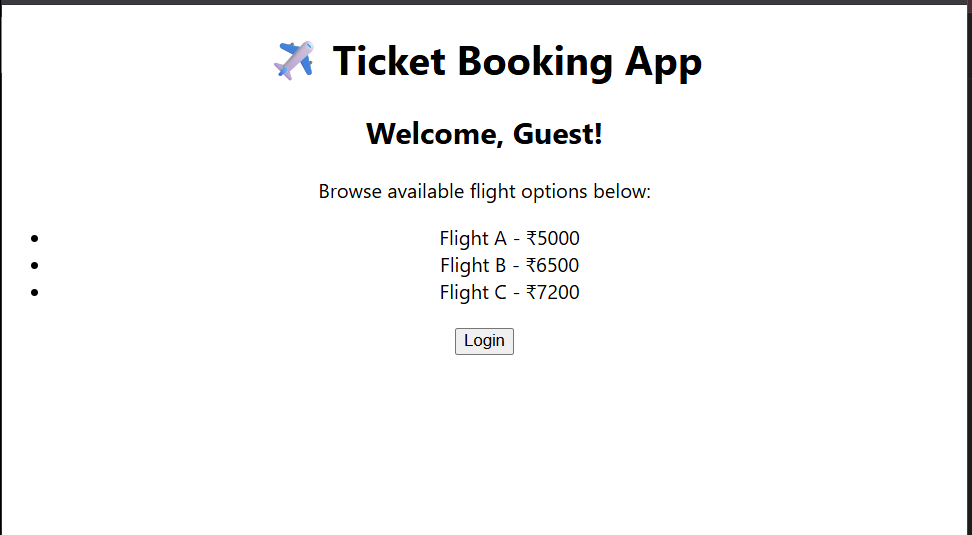 ✈️ Ticket Booking App
Welcome, Guest!
Browse available flight options below:
• Flight A - ₹5000
• Flight B - ₹6500
• Flight C - ₹7200
Login